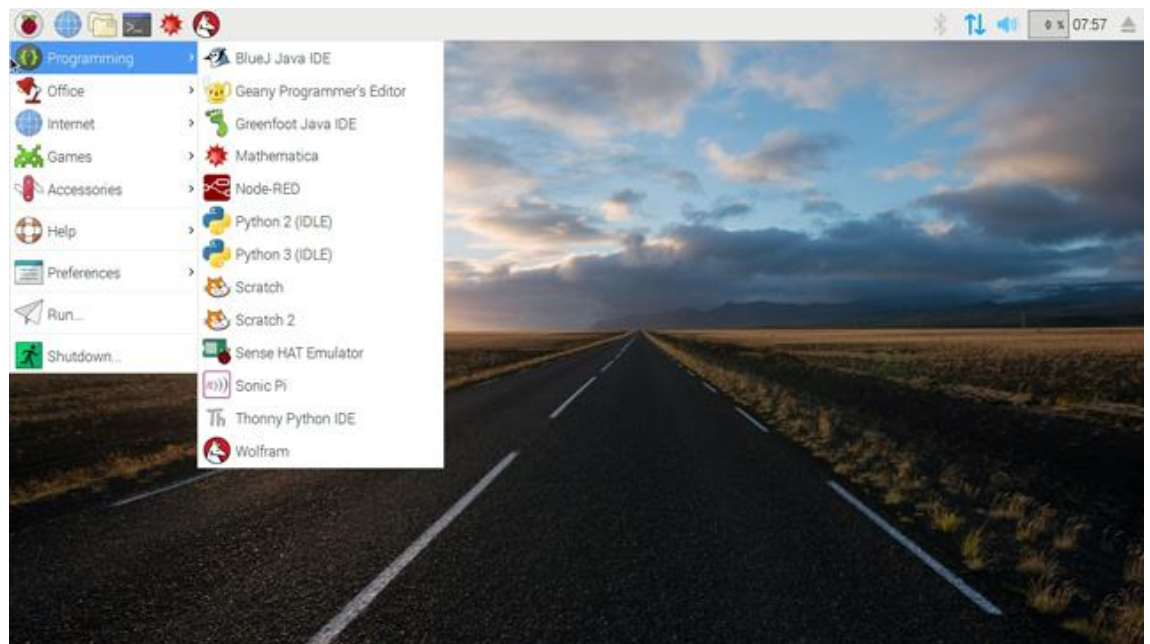 0 % 07:57
Programming
Office
Internet
Games
Accessories
Help
Preferences
Run...
Shutdown...
BlueJ Java IDE
Geany Programmer's Editor
Greenfoot Java IDE
Mathematica
Node-RED
Python 2 (IDLE)
Python 3 (IDLE)
Scratch
Scratch 2
Sense HAT Emulator
Sonic Pi
Th Thonny Python IDE
Wolfram